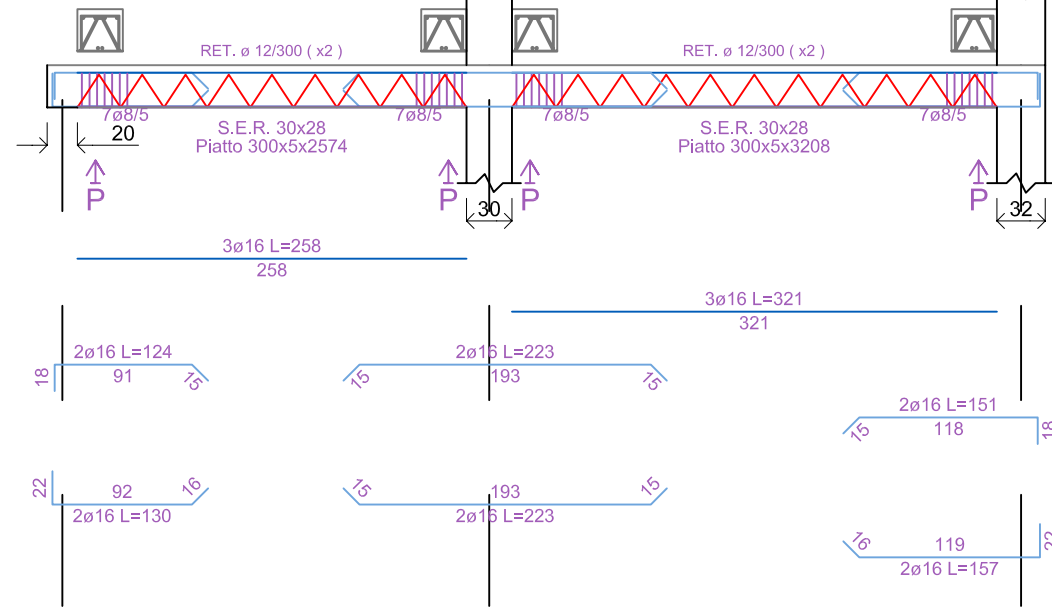 RET. ø 12/300 ( x2 )
RET. ø 12/300 ( x2 )
7ø8/5
7ø8/5
7ø8/5
7ø8/5
20
S.E.R. 30x28
Piatto 300x5x2574
S.E.R. 30x28
Piatto 300x5x3208
P
P
P
P
30
32
3ø16 L=258
258
3ø16 L=321
321
2ø16 L=124
18
91
15
2ø16 L=223
15
193
15
2ø16 L=151
15
118
18
22
92
16
2ø16 L=130
15
193
15
2ø16 L=223
16
119
22
2ø16 L=157